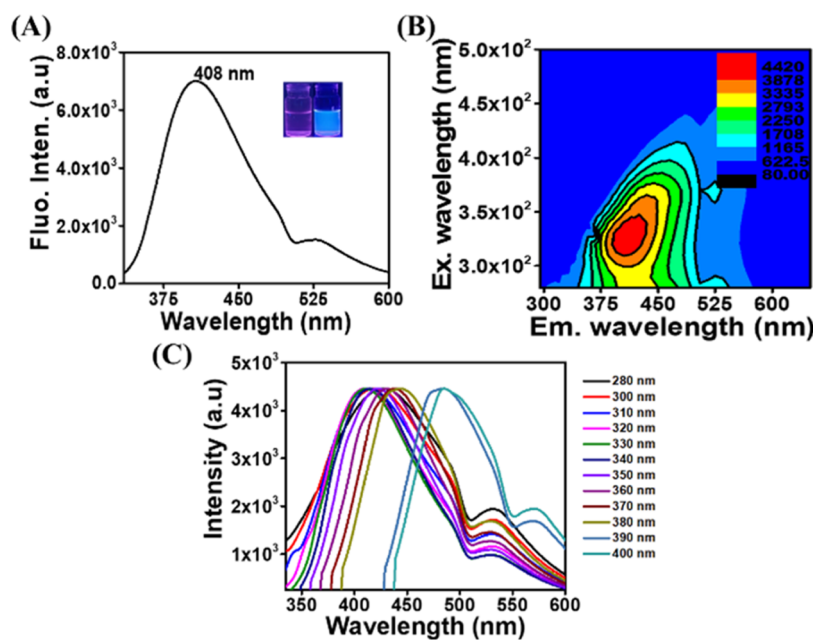 (A)
8.0x10³
6.0x10³
4.0x10³
2.0x10³
0.0
Fluo. Inten. (a.u)
408 nm
375 450 525 600
Wavelength (nm)
(B)
5.0x10²
4.0x10²
3.5x10²
3.0x10²
Ex. wavelength (nm)
4420
3878
3335
2793
2250
1708
1165
622.5
80.00
300 375 450 525 600
Em. wavelength (nm)
(C)
5x10³
4x10³
3x10³
2x10³
1x10³
Intensity (a.u)
350 400 450 500 550 600
Wavelength (nm)
280 nm
300 nm
310 nm
320 nm
330 nm
340 nm
350 nm
360 nm
370 nm
380 nm
390 nm
400 nm